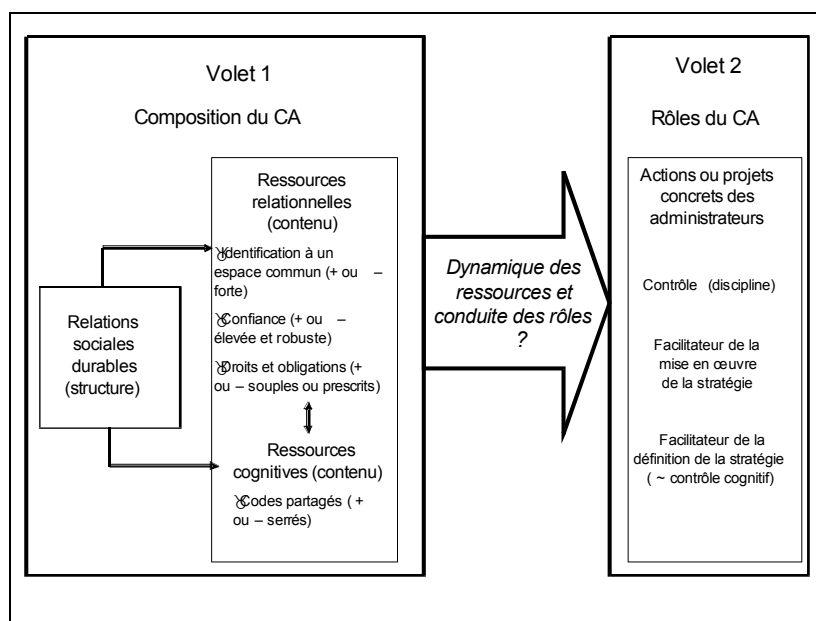 Volet 1
Composition du CA
Relations
sociales
durables
(structure)
Ressources
relationnelles
(contenu)
Identification à un
espace commun (+ ou –
forte)
Confiance (+ ou –
élevée et robuste)
Droits et obligations (+
ou – souples ou prescrits)
Ressources
cognitives (contenu)
Codes partagés ( +
ou – serrés)
Dynamique des
ressources et
conduite des rôles
?
Volet 2
Rôles du CA
Actions ou projets
concrets des
administrateurs
Contrôle (discipline)
Facilitateur de la
mise en œuvre
de la stratégie
Facilitateur de la
définition de la stratégie
( ~ contrôle cognitif)